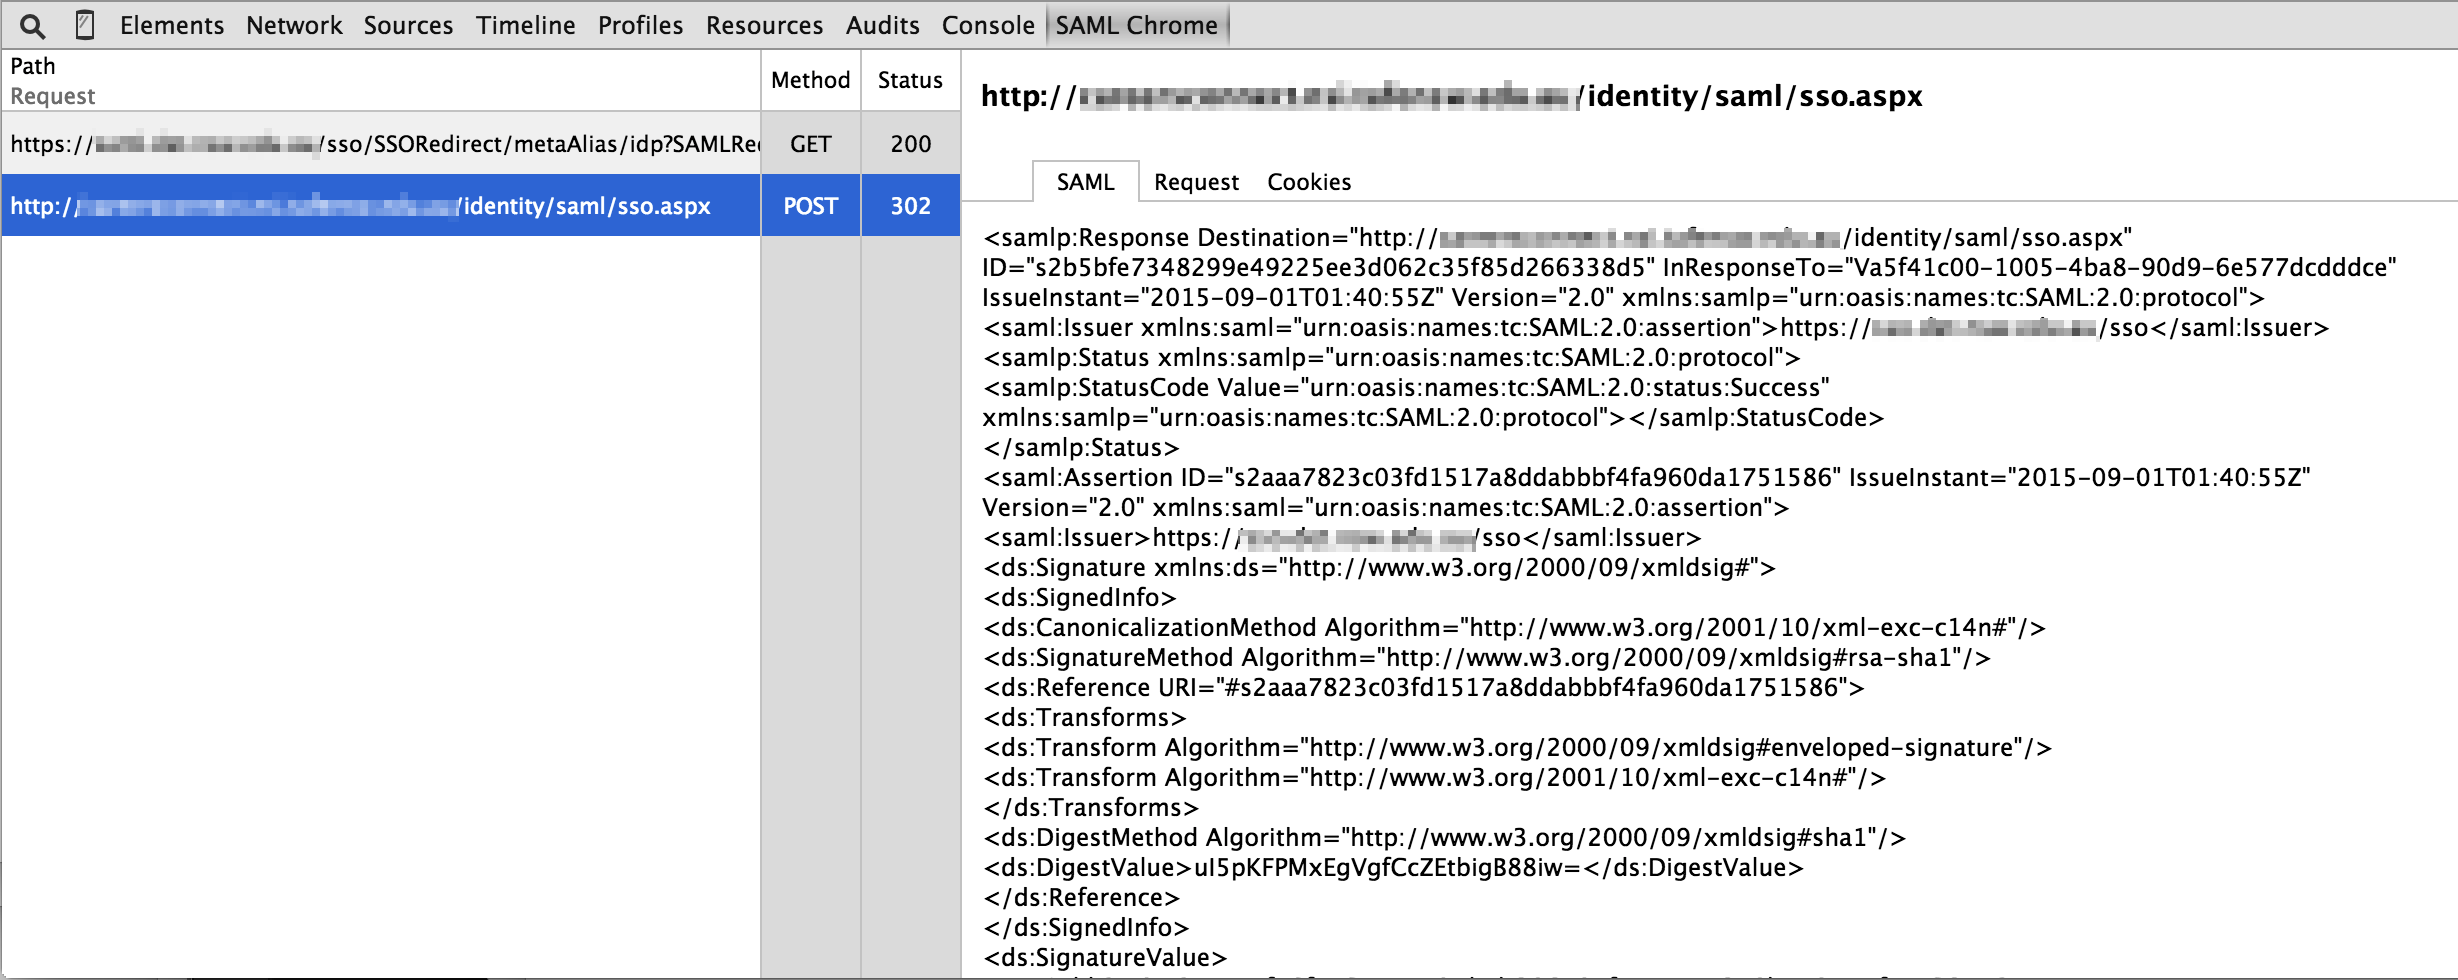 Elements Network Sources Timeline Profiles Resources Audits Console SAML Chrome
Path
Request
Method
Status
https:// /sso/SSORedirect/metaAlias/idp?SAMLRe GET 200
http:// /identity/saml/sso.aspx POST 302
http:// /identity/saml/sso.aspx
SAML Request Cookies
<samlp:Response Destination="http:// /identity/saml/sso.aspx"
ID="s2b5bfe7348299e49225ee3d062c35f85d266338d5" InResponseTo="Va5f41c00-1005-4ba8-90d9-6e577dcdddce"
IssueInstant="2015-09-01T01:40:55Z" Version="2.0" xmlns:samlp="urn:oasis:names:tc:SAML:2.0:protocol">
<saml:Issuer xmlns:saml="urn:oasis:names:tc:SAML:2.0:assertion">https:// /sso</saml:Issuer>
<samlp:Status xmlns:samlp="urn:oasis:names:tc:SAML:2.0:protocol">
<samlp:StatusCode Value="urn:oasis:names:tc:SAML:2.0:status:Success"
xmlns:samlp="urn:oasis:names:tc:SAML:2.0:protocol"></samlp:StatusCode>
</samlp:Status>
<saml:Assertion ID="s2aaa7823c03fd1517a8ddabbbf4fa960da1751586" IssueInstant="2015-09-01T01:40:55Z"
Version="2.0" xmlns:saml="urn:oasis:names:tc:SAML:2.0:assertion">
<saml:Issuer>https:// /sso</saml:Issuer>
<ds:Signature xmlns:ds="http://www.w3.org/2000/09/xmldsig#">
<ds:SignedInfo>
<ds:CanonicalizationMethod Algorithm="http://www.w3.org/2001/10/xml-exc-c14n#"/>
<ds:SignatureMethod Algorithm="http://www.w3.org/2000/09/xmldsig#rsa-sha1"/>
<ds:Reference URI="#s2aaa7823c03fd1517a8ddabbbf4fa960da1751586">
<ds:Transforms>
<ds:Transform Algorithm="http://www.w3.org/2000/09/xmldsig#enveloped-signature"/>
<ds:Transform Algorithm="http://www.w3.org/2001/10/xml-exc-c14n#"/>
</ds:Transforms>
<ds:DigestMethod Algorithm="http://www.w3.org/2000/09/xmldsig#sha1"/>
<ds:DigestValue>uI5pKFPMxEgVgfCcZEtbigB88iw=</ds:DigestValue>
</ds:Reference>
</ds:SignedInfo>
<ds:SignatureValue>